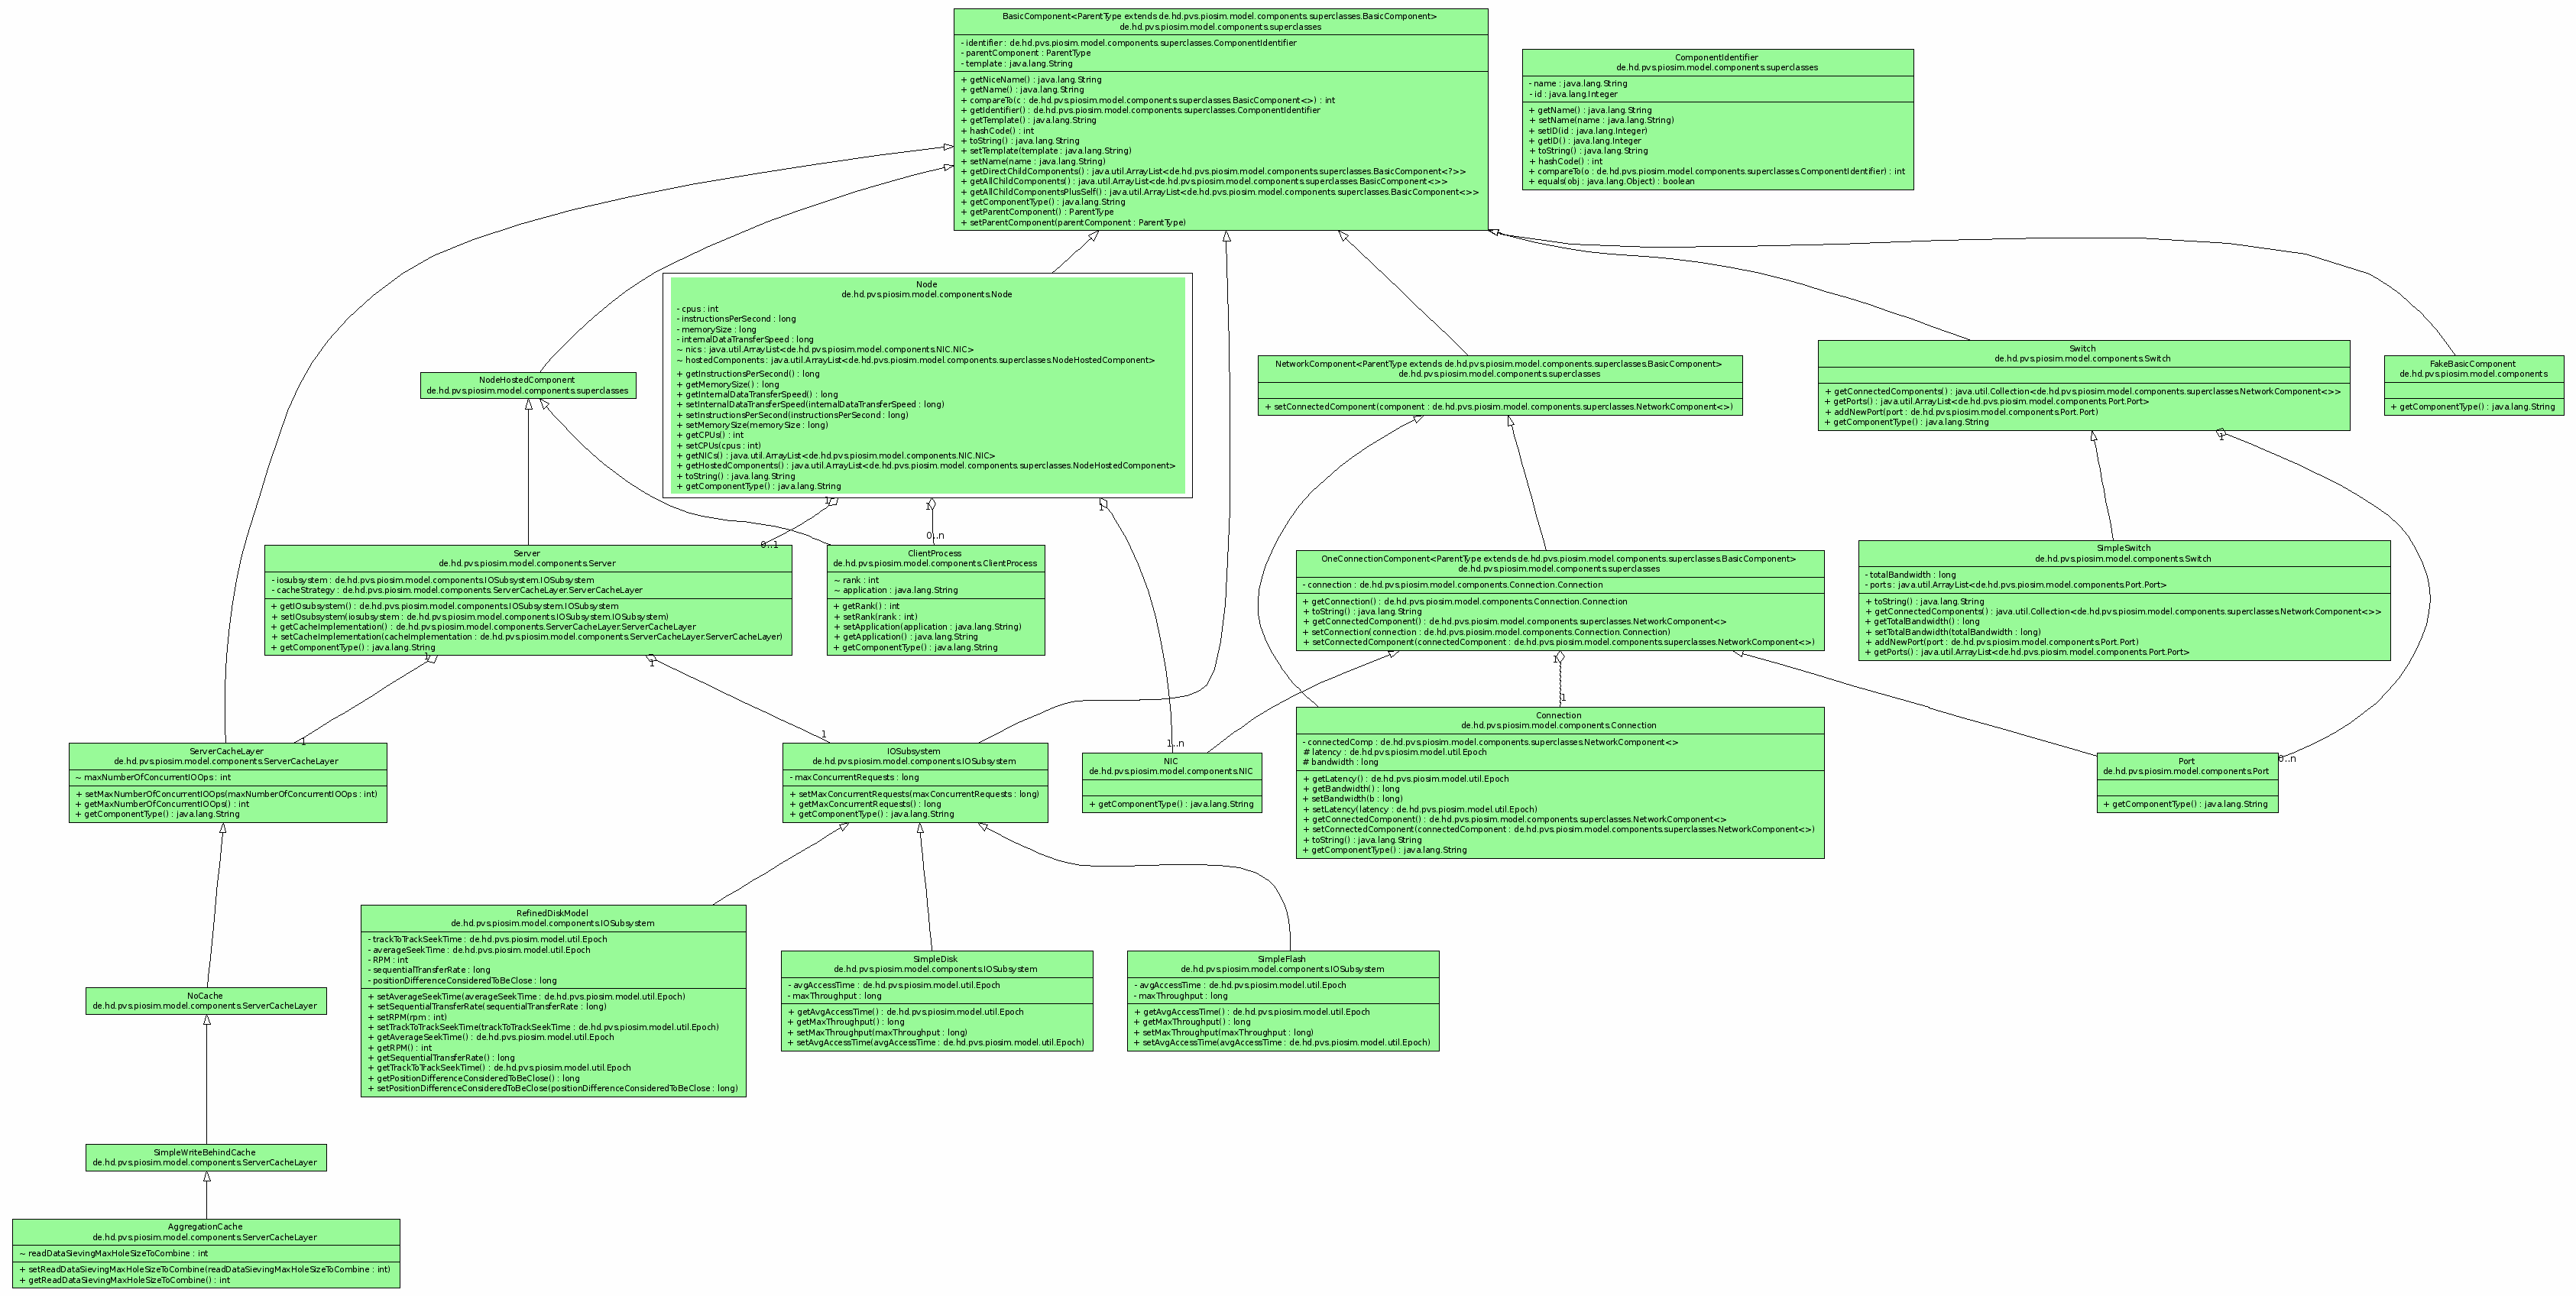 BasicComponent<ParentType extends de.hd.pvs.piosim.model.components.superclasses.BasicComponent>
de.hd.pvs.piosim.model.components.superclasses
- identifier : de.hd.pvs.piosim.model.components.superclasses.ComponentIdentifier
- parentComponent : ParentType
- template : java.lang.String
+ getNiceName() : java.lang.String
+ getName() : java.lang.String
+ compareTo(c : de.hd.pvs.piosim.model.components.superclasses.BasicComponent<>) : int
+ getIdentifier() : de.hd.pvs.piosim.model.components.superclasses.ComponentIdentifier
+ getTemplate() : java.lang.String
+ hashCode() : int
+ toString() : java.lang.String
+ setTemplate(template : java.lang.String)
+ setName(name : java.lang.String)
+ getDirectChildComponents() : java.util.ArrayList<de.hd.pvs.piosim.model.components.superclasses.BasicComponent<?>>
+ getAllChildComponents() : java.util.ArrayList<de.hd.pvs.piosim.model.components.superclasses.BasicComponent<>>
+ getAllChildComponentsPlusSelf() : java.util.ArrayList<de.hd.pvs.piosim.model.components.superclasses.BasicComponent<>>
+ getComponentType() : java.lang.String
+ getParentComponent() : ParentType
+ setParentComponent(parentComponent : ParentType)
ComponentIdentifier
de.hd.pvs.piosim.model.components.superclasses
- name : java.lang.String
- id : java.lang.Integer
+ getName() : java.lang.String
+ setName(name : java.lang.String)
+ setID(id : java.lang.Integer)
+ getID() : java.lang.Integer
+ toString() : java.lang.String
+ hashCode() : int
+ compareTo(o : de.hd.pvs.piosim.model.components.superclasses.ComponentIdentifier) : int
+ equals(obj : java.lang.Object) : boolean
Node
de.hd.pvs.piosim.model.components.Node
- cpus : int
- instructionsPerSecond : long
- memorySize : long
- internalDataTransferSpeed : long
~ nics : java.util.ArrayList<de.hd.pvs.piosim.model.components.NIC.NIC>
~ hostedComponents : java.util.ArrayList<de.hd.pvs.piosim.model.components.superclasses.NodeHostedComponent>
+ getInstructionsPerSecond() : long
+ getMemorySize() : long
+ getInternalDataTransferSpeed() : long
+ setInternalDataTransferSpeed(internalDataTransferSpeed : long)
+ setInstructionsPerSecond(instructionsPerSecond : long)
+ setMemorySize(memorySize : long)
+ getCPUs() : int
+ setCPUs(cpus : int)
+ getNICs() : java.util.ArrayList<de.hd.pvs.piosim.model.components.NIC.NIC>
+ getHostedComponents() : java.util.ArrayList<de.hd.pvs.piosim.model.components.superclasses.NodeHostedComponent>
+ toString() : java.lang.String
+ getComponentType() : java.lang.String
NodeHostedComponent
de.hd.pvs.piosim.model.components.superclasses
NetworkComponent<ParentType extends de.hd.pvs.piosim.model.components.superclasses.BasicComponent>
de.hd.pvs.piosim.model.components.superclasses
+ setConnectedComponent(component : de.hd.pvs.piosim.model.components.superclasses.NetworkComponent<>)
Switch
de.hd.pvs.piosim.model.components.Switch
+ getConnectedComponents() : java.util.Collection<de.hd.pvs.piosim.model.components.superclasses.NetworkComponent<>>
+ getPorts() : java.util.ArrayList<de.hd.pvs.piosim.model.components.Port.Port>
+ addNewPort(port : de.hd.pvs.piosim.model.components.Port.Port)
+ getComponentType() : java.lang.String
FakeBasicComponent
de.hd.pvs.piosim.model.components
+ getComponentType() : java.lang.String
1
1
1
1
0..1
0..n
Server
de.hd.pvs.piosim.model.components.Server
- iosubsystem : de.hd.pvs.piosim.model.components.IOSubsystem.IOSubsystem
- cacheStrategy : de.hd.pvs.piosim.model.components.ServerCacheLayer.ServerCacheLayer
+ getIOsubsystem() : de.hd.pvs.piosim.model.components.IOSubsystem.IOSubsystem
+ setIOsubsystem(iosubsystem : de.hd.pvs.piosim.model.components.IOSubsystem.IOSubsystem)
+ getCacheImplementation() : de.hd.pvs.piosim.model.components.ServerCacheLayer.ServerCacheLayer
+ setCacheImplementation(cacheImplementation : de.hd.pvs.piosim.model.components.ServerCacheLayer.ServerCacheLayer)
+ getComponentType() : java.lang.String
ClientProcess
de.hd.pvs.piosim.model.components.ClientProcess
~ rank : int
~ application : java.lang.String
+ getRank() : int
+ setRank(rank : int)
+ setApplication(application : java.lang.String)
+ getApplication() : java.lang.String
+ getComponentType() : java.lang.String
OneConnectionComponent<ParentType extends de.hd.pvs.piosim.model.components.superclasses.BasicComponent>
de.hd.pvs.piosim.model.components.superclasses
- connection : de.hd.pvs.piosim.model.components.Connection.Connection
+ getConnection() : de.hd.pvs.piosim.model.components.Connection.Connection
+ toString() : java.lang.String
+ getConnectedComponent() : de.hd.pvs.piosim.model.components.superclasses.NetworkComponent<>
+ setConnection(connection : de.hd.pvs.piosim.model.components.Connection.Connection)
+ setConnectedComponent(connectedComponent : de.hd.pvs.piosim.model.components.superclasses.NetworkComponent<>)
SimpleSwitch
de.hd.pvs.piosim.model.components.Switch
- totalBandwidth : long
- ports : java.util.ArrayList<de.hd.pvs.piosim.model.components.Port.Port>
+ toString() : java.lang.String
+ getConnectedComponents() : java.util.Collection<de.hd.pvs.piosim.model.components.superclasses.NetworkComponent<>>
+ getTotalBandwidth() : long
+ setTotalBandwidth(totalBandwidth : long)
+ addNewPort(port : de.hd.pvs.piosim.model.components.Port.Port)
+ getPorts() : java.util.ArrayList<de.hd.pvs.piosim.model.components.Port.Port>
1
1
1
1
1
1
1..n
0..n
ServerCacheLayer
de.hd.pvs.piosim.model.components.ServerCacheLayer
~ maxNumberOfConcurrentIOOps : int
+ setMaxNumberOfConcurrentIOOps(maxNumberOfConcurrentIOOps : int)
+ getMaxNumberOfConcurrentIOOps() : int
+ getComponentType() : java.lang.String
IOSubsystem
de.hd.pvs.piosim.model.components.IOSubsystem
- maxConcurrentRequests : long
+ setMaxConcurrentRequests(maxConcurrentRequests : long)
+ getMaxConcurrentRequests() : long
+ getComponentType() : java.lang.String
NIC
de.hd.pvs.piosim.model.components.NIC
+ getComponentType() : java.lang.String
Connection
de.hd.pvs.piosim.model.components.Connection
- connectedComp : de.hd.pvs.piosim.model.components.superclasses.NetworkComponent<>
# latency : de.hd.pvs.piosim.model.util.Epoch
# bandwidth : long
+ getLatency() : de.hd.pvs.piosim.model.util.Epoch
+ getBandwidth() : long
+ setBandwidth(b : long)
+ setLatency(latency : de.hd.pvs.piosim.model.util.Epoch)
+ getConnectedComponent() : de.hd.pvs.piosim.model.components.superclasses.NetworkComponent<>
+ setConnectedComponent(connectedComponent : de.hd.pvs.piosim.model.components.superclasses.NetworkComponent<>)
+ toString() : java.lang.String
+ getComponentType() : java.lang.String
Port
de.hd.pvs.piosim.model.components.Port
+ getComponentType() : java.lang.String
RefinedDiskModel
de.hd.pvs.piosim.model.components.IOSubsystem
- trackToTrackSeekTime : de.hd.pvs.piosim.model.util.Epoch
- averageSeekTime : de.hd.pvs.piosim.model.util.Epoch
- RPM : int
- sequentialTransferRate : long
- positionDifferenceConsideredToBeClose : long
+ setAverageSeekTime(averageSeekTime : de.hd.pvs.piosim.model.util.Epoch)
+ setSequentialTransferRate(sequentialTransferRate : long)
+ setRPM(rpm : int)
+ setTrackToTrackSeekTime(trackToTrackSeekTime : de.hd.pvs.piosim.model.util.Epoch)
+ getAverageSeekTime() : de.hd.pvs.piosim.model.util.Epoch
+ getRPM() : int
+ getSequentialTransferRate() : long
+ getTrackToTrackSeekTime() : de.hd.pvs.piosim.model.util.Epoch
+ getPositionDifferenceConsideredToBeClose() : long
+ setPositionDifferenceConsideredToBeClose(positionDifferenceConsideredToBeClose : long)
SimpleDisk
de.hd.pvs.piosim.model.components.IOSubsystem
- avgAccessTime : de.hd.pvs.piosim.model.util.Epoch
- maxThroughput : long
+ getAvgAccessTime() : de.hd.pvs.piosim.model.util.Epoch
+ getMaxThroughput() : long
+ setMaxThroughput(maxThroughput : long)
+ setAvgAccessTime(avgAccessTime : de.hd.pvs.piosim.model.util.Epoch)
SimpleFlash
de.hd.pvs.piosim.model.components.IOSubsystem
- avgAccessTime : de.hd.pvs.piosim.model.util.Epoch
- maxThroughput : long
+ getAvgAccessTime() : de.hd.pvs.piosim.model.util.Epoch
+ getMaxThroughput() : long
+ setMaxThroughput(maxThroughput : long)
+ setAvgAccessTime(avgAccessTime : de.hd.pvs.piosim.model.util.Epoch)
NoCache
de.hd.pvs.piosim.model.components.ServerCacheLayer
SimpleWriteBehindCache
de.hd.pvs.piosim.model.components.ServerCacheLayer
AggregationCache
de.hd.pvs.piosim.model.components.ServerCacheLayer
~ readDataSievingMaxHoleSizeToCombine : int
+ setReadDataSievingMaxHoleSizeToCombine(readDataSievingMaxHoleSizeToCombine : int)
+ getReadDataSievingMaxHoleSizeToCombine() : int